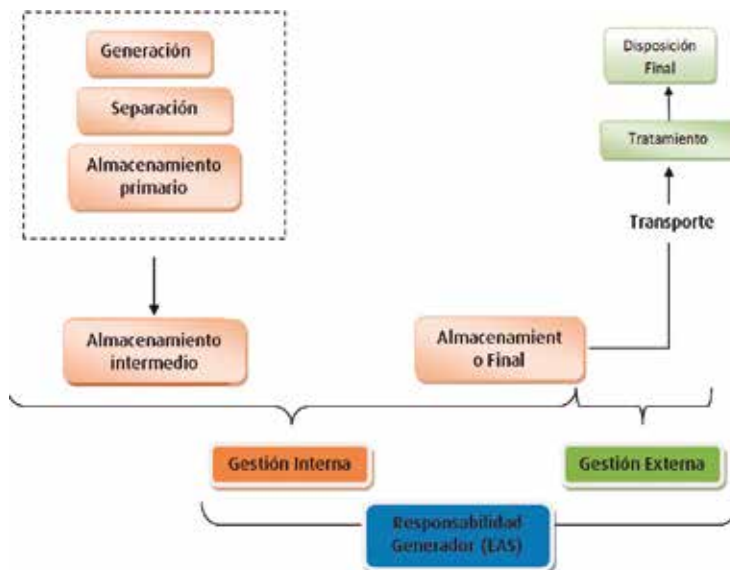 Generación
Separación
Almacenamiento
primario
Almacenamiento
intermedio
Almacenamient
o Final
Disposición
Final
Tratamiento
Transporte
Gestión Interna
Gestión Externa
Responsabilidad
Generador (EAS)